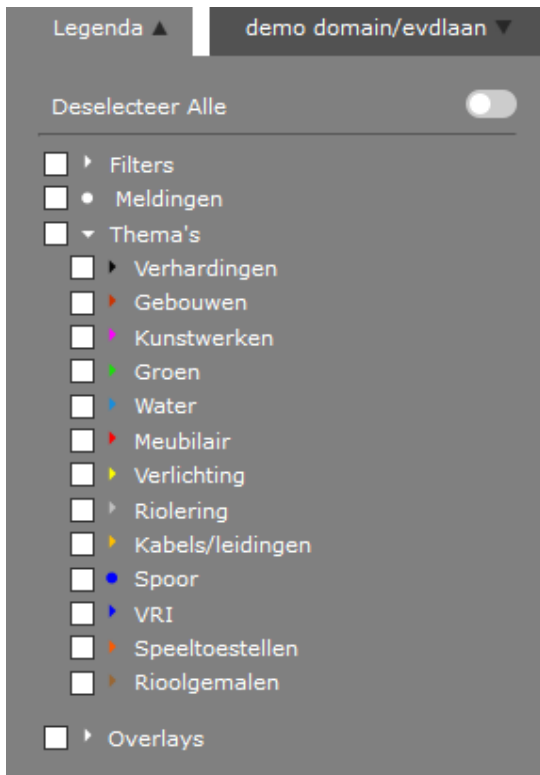 Legenda ▲ demo domain/evdlaan ▼
Deselecteer Alle
Filters
Meldingen
Thema's
Verhardingen
Gebouwen
Kunstwerken
Groen
Water
Meubilair
Verlichting
Riolering
Kabels/leidingen
Spoor
VRI
Speeltoestellen
Rioolgemalen
Overlays